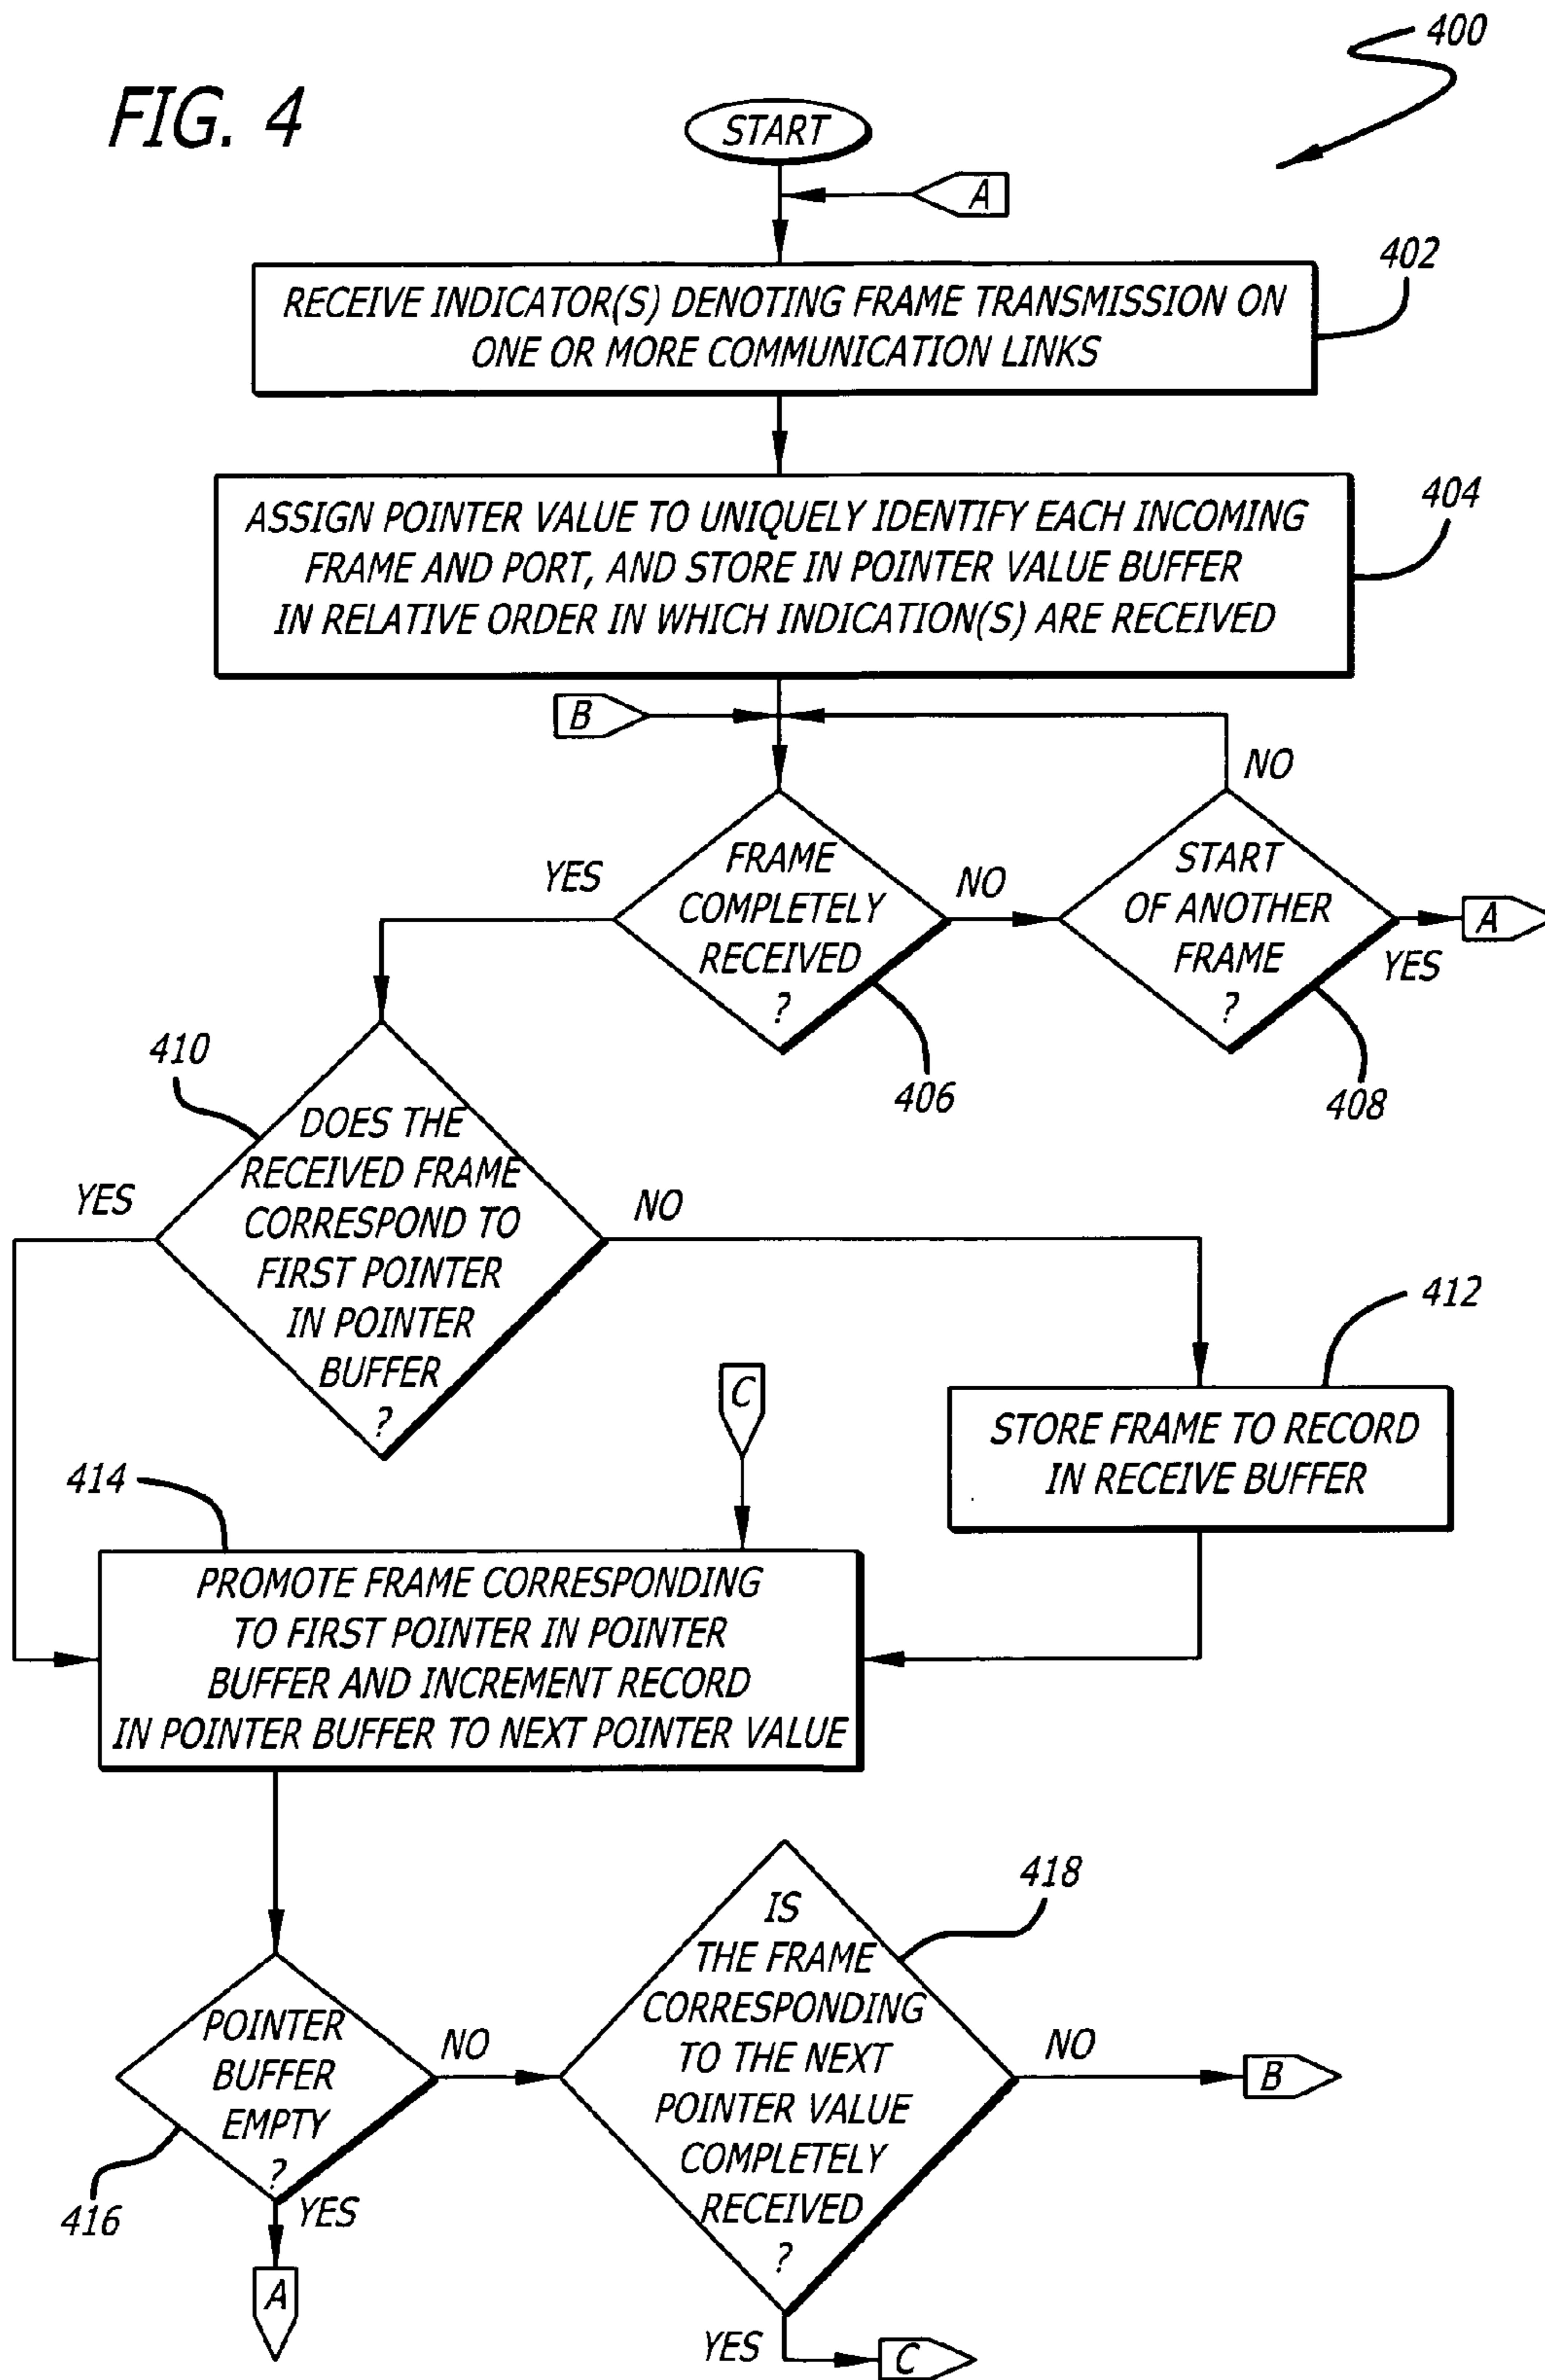 400
FIG. 4
START
A
402
RECEIVE INDICATOR(S) DENOTING FRAME TRANSMISSION ON
ONE OR MORE COMMUNICATION LINKS
404
ASSIGN POINTER VALUE TO UNIQUELY IDENTIFY EACH INCOMING
FRAME AND PORT, AND STORE IN POINTER VALUE BUFFER
IN RELATIVE ORDER IN WHICH INDICATION(S) ARE RECEIVED
B
NO
YES
FRAME
COMPLETELY
RECEIVED
?
NO
START
OF ANOTHER
FRAME
?
A
YES
406
408
410
DOES THE
RECEIVED FRAME
CORRESPOND TO
FIRST POINTER
IN POINTER
BUFFER
?
YES
NO
412
C
STORE FRAME TO RECORD
IN RECEIVE BUFFER
414
PROMOTE FRAME CORRESPONDING
TO FIRST POINTER IN POINTER
BUFFER AND INCREMENT RECORD
IN POINTER BUFFER TO NEXT POINTER VALUE
418
POINTER
BUFFER
EMPTY
?
NO
IS
THE FRAME
CORRESPONDING
TO THE NEXT
POINTER VALUE
COMPLETELY
RECEIVED
?
NO
B
416
YES
A
YES
C